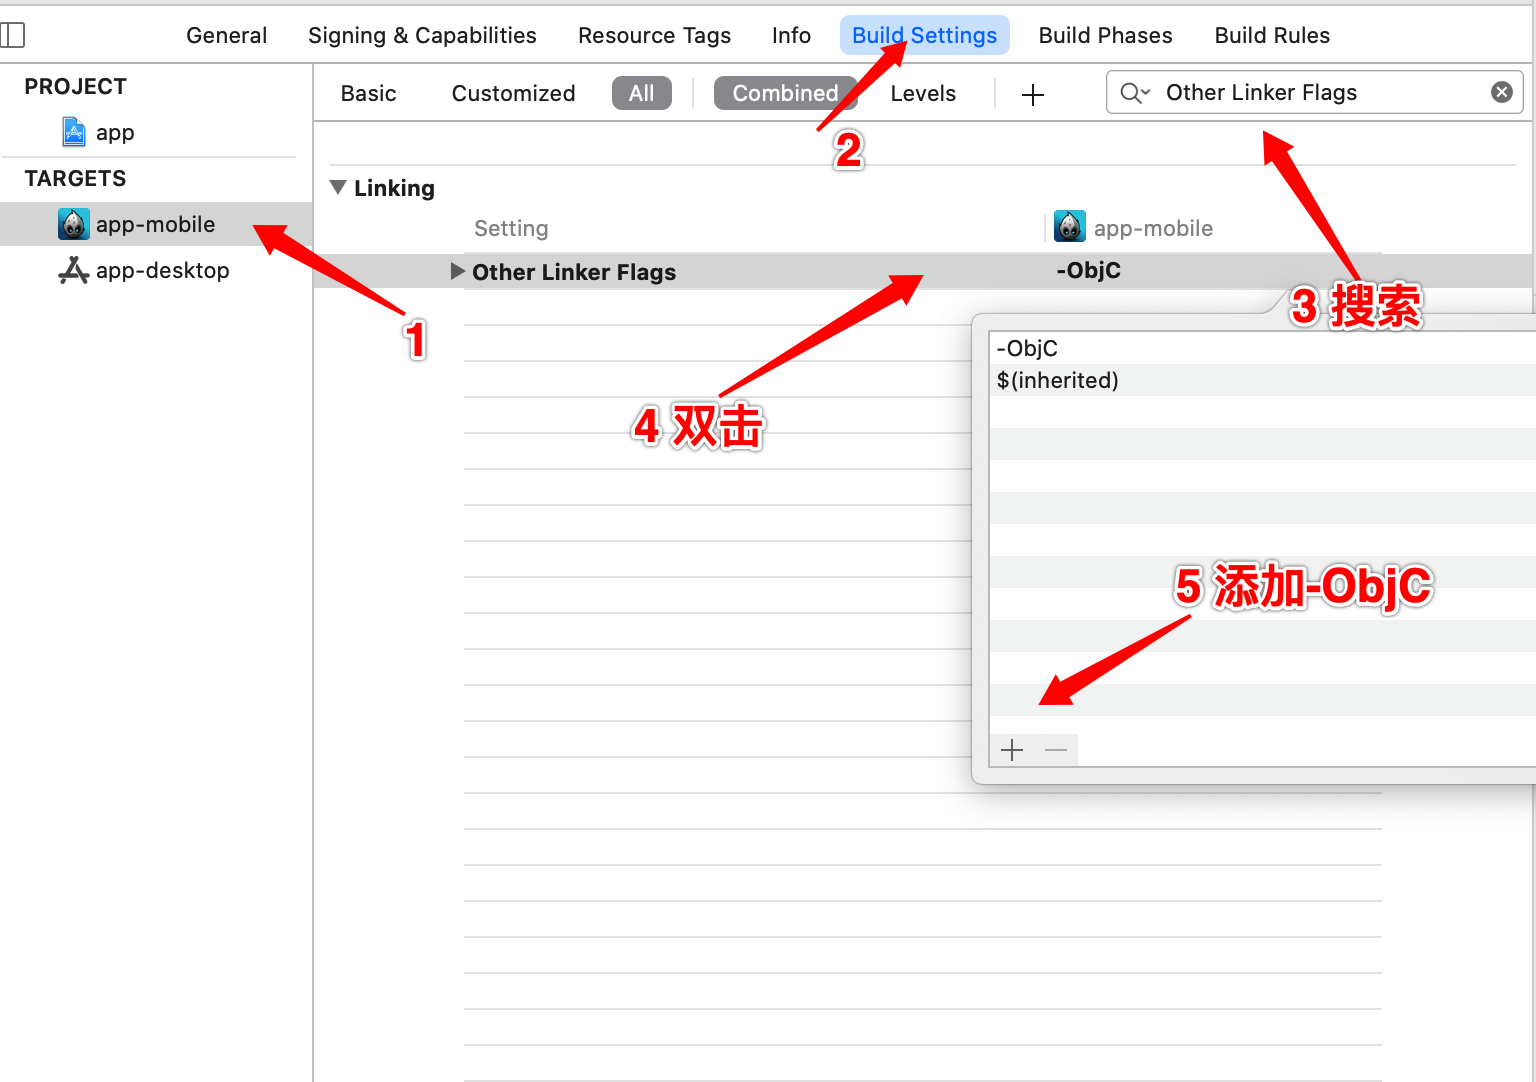 General Signing & Capabilities Resource Tags Info Build Settings Build Phases Build Rules
PROJECT
app
TARGETS
app-mobile
app-desktop
Basic Customized All Combined Levels
Other Linker Flags
2
Linking
Setting app-mobile
Other Linker Flags -ObjC
1
3 搜索
4 双击
-ObjC
$(inherited)
5 添加-ObjC